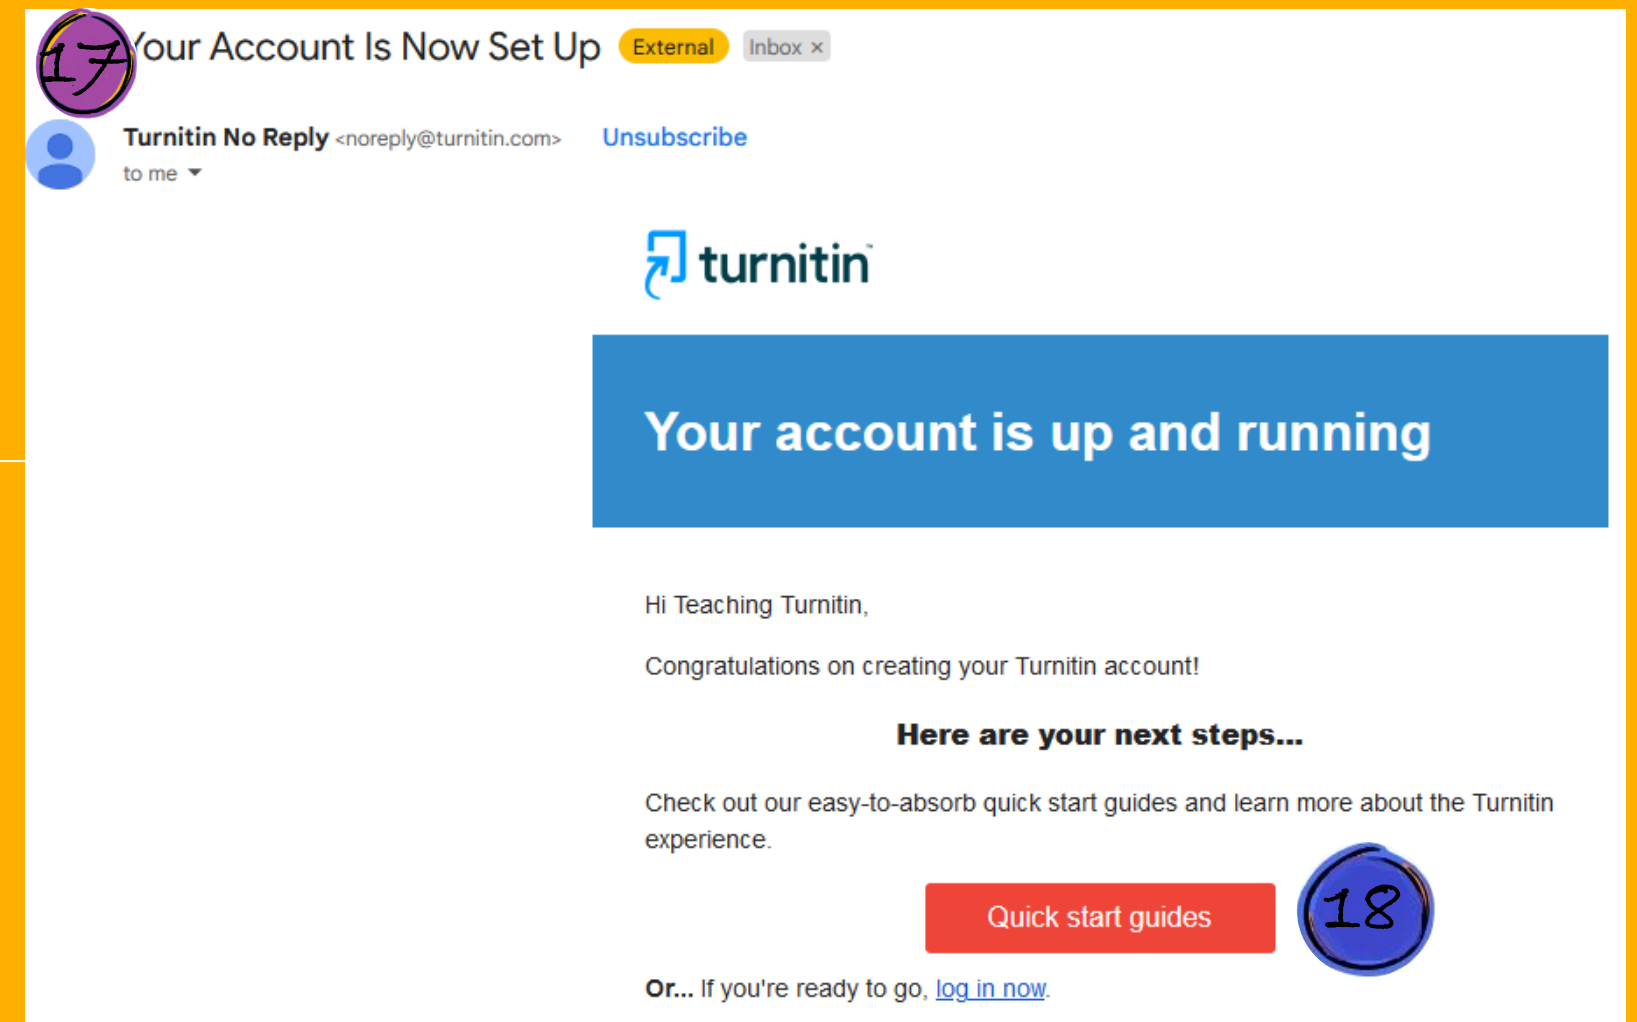 17
Your Account Is Now Set Up External Inbox ×
Turnitin No Reply <noreply@turnitin.com> Unsubscribe
to me
turnitin™
Your account is up and running
Hi Teaching Turnitin,
Congratulations on creating your Turnitin account!
Here are your next steps...
Check out our easy-to-absorb quick start guides and learn more about the Turnitin
experience.
Quick start guides
18
Or... If you're ready to go, log in now.